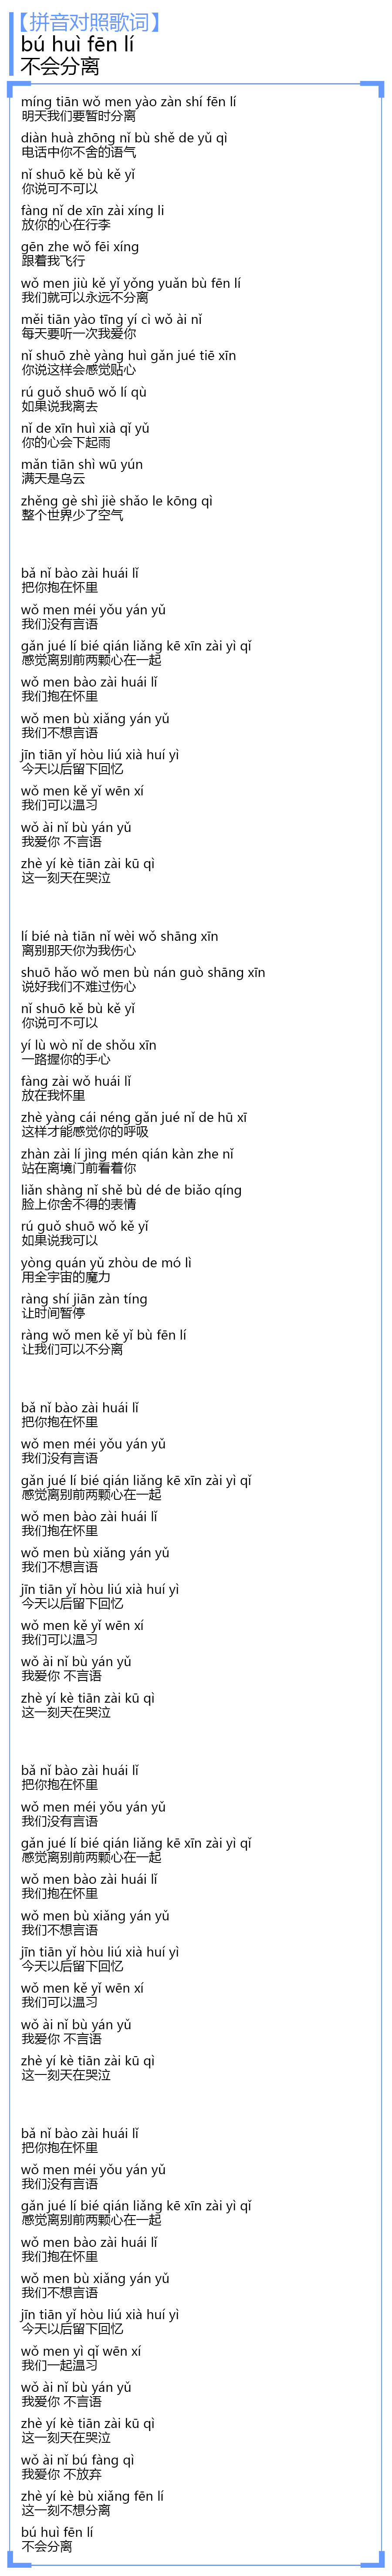 【拼音对照歌词】
bú huì fēn lí
不会分离
míng tiān wǒ men yào zàn shí fēn lí
明天我们要暂时分离
diàn huà zhōng nǐ bù shě de yǔ qì
电话中你不舍的语气
nǐ shuō kě bù kě yǐ
你说可不可以
fàng nǐ de xīn zài xíng li
放你的心在行李
gēn zhe wǒ fēi xíng
跟着我飞行
wǒ men jiù kě yǐ yǒng yuǎn bù fēn lí
我们就可以永远不分离
měi tiān yào tīng yí cì wǒ ài nǐ
每天要听一次我爱你
nǐ shuō zhè yàng huì gǎn jué tiē xīn
你说这样会感觉贴心
rú guǒ shuō wǒ lí qù
如果说我离去
nǐ de xīn huì xià qǐ yǔ
你的心会下起雨
mǎn tiān shì wū yún
满天是乌云
zhěng gè shì jiè shǎo le kōng qì
整个世界少了空气
bǎ nǐ bào zài huái lǐ
把你抱在怀里
wǒ men méi yǒu yán yǔ
我们没有言语
gǎn jué lí bié qián liǎng kē xīn zài yì qǐ
感觉离别前两颗心在一起
wǒ men bào zài huái lǐ
我们抱在怀里
wǒ men bù xiǎng yán yǔ
我们不想言语
jīn tiān yǐ hòu liú xià huí yì
今天以后留下回忆
wǒ men kě yǐ wēn xí
我们可以温习
wǒ ài nǐ bù yán yǔ
我爱你 不言语
zhè yí kè tiān zài kū qì
这一刻天在哭泣
lí bié nà tiān nǐ wèi wǒ shāng xīn
离别那天你为我伤心
shuō hǎo wǒ men bù nán guò shāng xīn
说好我们不难过伤心
nǐ shuō kě bù kě yǐ
你说可不可以
yí lù wò nǐ de shǒu xīn
一路握你的手心
fàng zài wǒ huái lǐ
放在我怀里
zhè yàng cái néng gǎn jué nǐ de hū xī
这样才能感觉你的呼吸
zhàn zài lí jìng mén qián kàn zhe nǐ
站在离境门前看着你
liǎn shàng nǐ shě bù dé de biǎo qíng
脸上你舍不得的表情
rú guǒ shuō wǒ kě yǐ
如果说我可以
yòng quán yǔ zhòu de mó lì
用全宇宙的魔力
ràng shí jiān zàn tíng
让时间暂停
ràng wǒ men kě yǐ bù fēn lí
让我们可以不分离
bǎ nǐ bào zài huái lǐ
把你抱在怀里
wǒ men méi yǒu yán yǔ
我们没有言语
gǎn jué lí bié qián liǎng kē xīn zài yì qǐ
感觉离别前两颗心在一起
wǒ men bào zài huái lǐ
我们抱在怀里
wǒ men bù xiǎng yán yǔ
我们不想言语
jīn tiān yǐ hòu liú xià huí yì
今天以后留下回忆
wǒ men kě yǐ wēn xí
我们可以温习
wǒ ài nǐ bù yán yǔ
我爱你 不言语
zhè yí kè tiān zài kū qì
这一刻天在哭泣
bǎ nǐ bào zài huái lǐ
把你抱在怀里
wǒ men méi yǒu yán yǔ
我们没有言语
gǎn jué lí bié qián liǎng kē xīn zài yì qǐ
感觉离别前两颗心在一起
wǒ men bào zài huái lǐ
我们抱在怀里
wǒ men bù xiǎng yán yǔ
我们不想言语
jīn tiān yǐ hòu liú xià huí yì
今天以后留下回忆
wǒ men kě yǐ wēn xí
我们可以温习
wǒ ài nǐ bù yán yǔ
我爱你 不言语
zhè yí kè tiān zài kū qì
这一刻天在哭泣
bǎ nǐ bào zài huái lǐ
把你抱在怀里
wǒ men méi yǒu yán yǔ
我们没有言语
gǎn jué lí bié qián liǎng kē xīn zài yì qǐ
感觉离别前两颗心在一起
wǒ men bào zài huái lǐ
我们抱在怀里
wǒ men bù xiǎng yán yǔ
我们不想言语
jīn tiān yǐ hòu liú xià huí yì
今天以后留下回忆
wǒ men yì qǐ wēn xí
我们一起温习
wǒ ài nǐ bù yán yǔ
我爱你 不言语
zhè yí kè tiān zài kū qì
这一刻天在哭泣
wǒ ài nǐ bú fàng qì
我爱你 不放弃
zhè yí kè bù xiǎng fēn lí
这一刻不想分离
bú huì fēn lí
不会分离